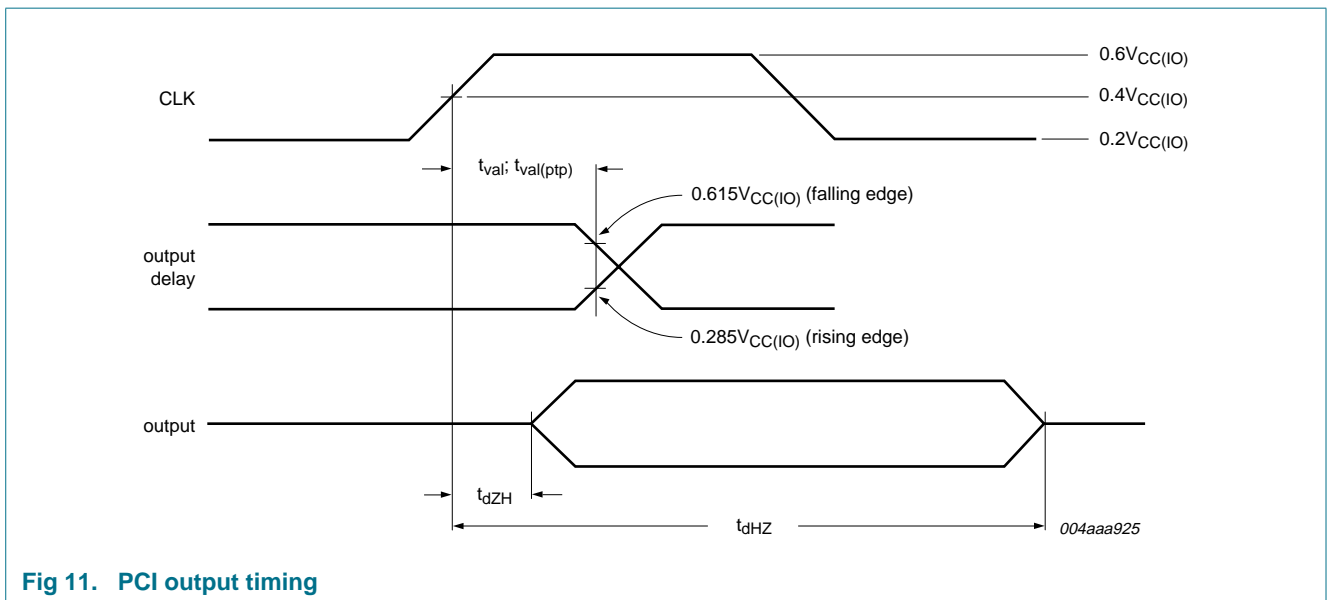 0.6VCC(IO)
CLK
0.4VCC(IO)
0.2VCC(IO)
tval; tval(ptp)
0.615VCC(IO) (falling edge)
output
delay
0.285VCC(IO) (rising edge)
output
tdZH
tdHZ
004aaa925
Fig 11. PCI output timing